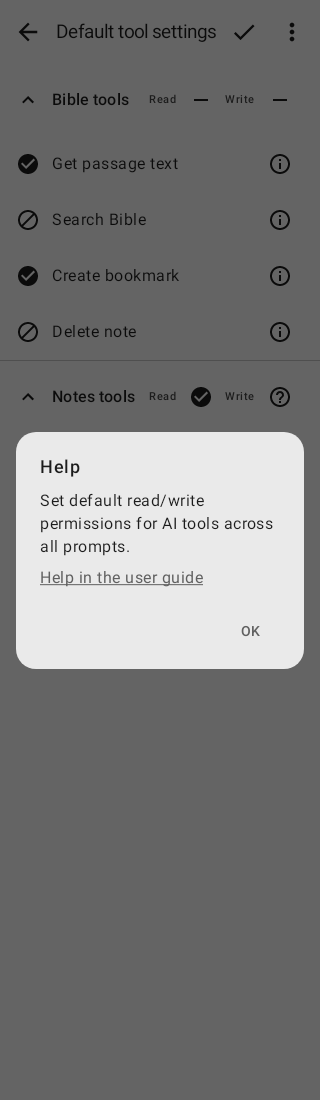 Default tool settings
Bible tools Read Write
Get passage text
Search Bible
Create bookmark
Delete note
Notes tools Read Write
Help
Set default read/write
permissions for AI tools across
all prompts.
Help in the user guide
OK